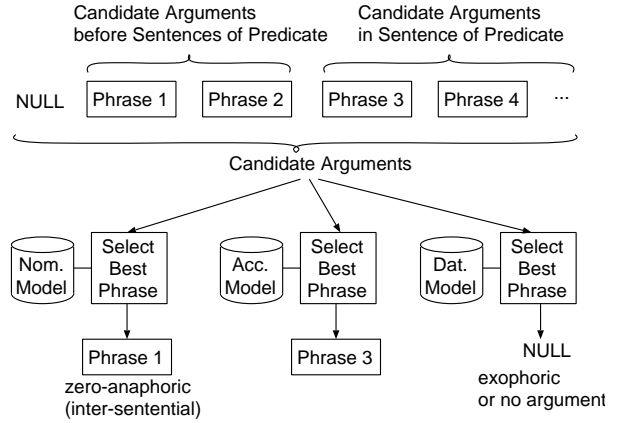 Candidate Arguments
before Sentences of Predicate
Candidate Arguments
in Sentence of Predicate
NULL
Phrase 1
Phrase 2
Phrase 3
Phrase 4
...
Candidate Arguments
Nom.
Model
Select
Best
Phrase
Acc.
Model
Select
Best
Phrase
Dat.
Model
Select
Best
Phrase
Phrase 1
zero-anaphoric
(inter-sentential)
Phrase 3
NULL
exophoric
or no argument